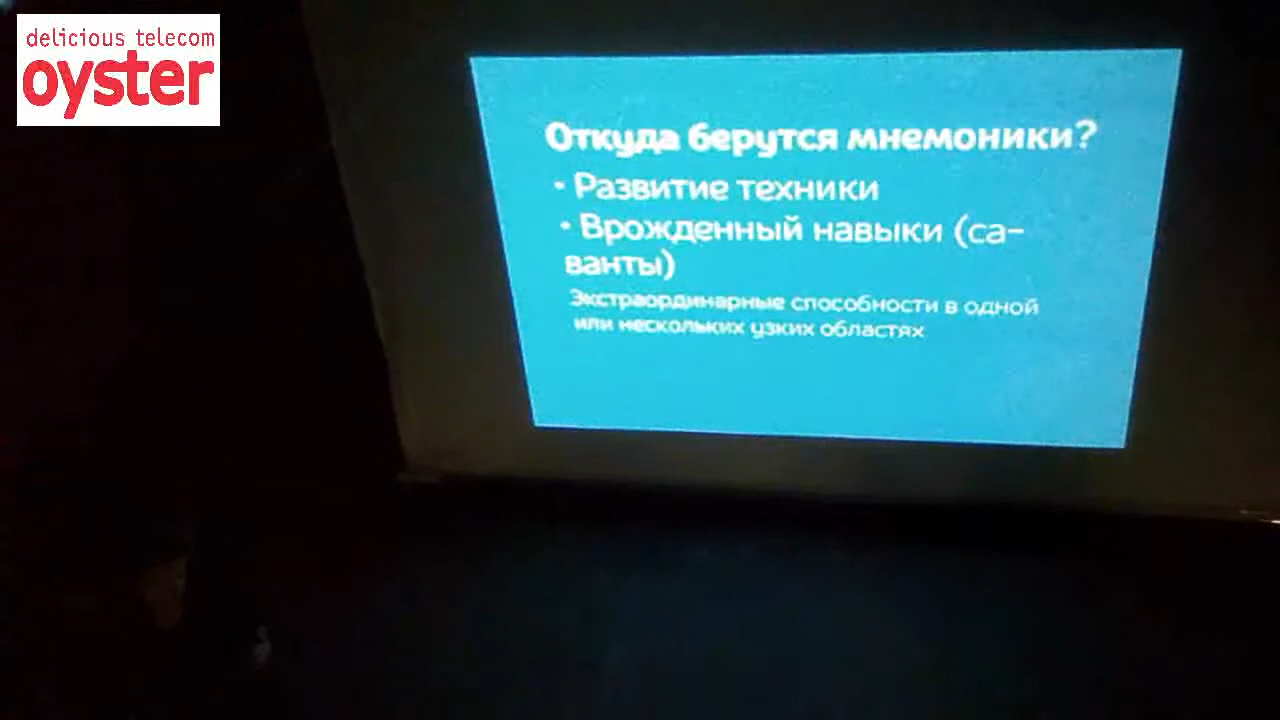 delicious telecom
oyster
Откуда берутся мнемоники?
• Развитие техники
• Врожденный навыки (са-
ванты)
Экстраординарные способности в одной
или нескольких узких областях